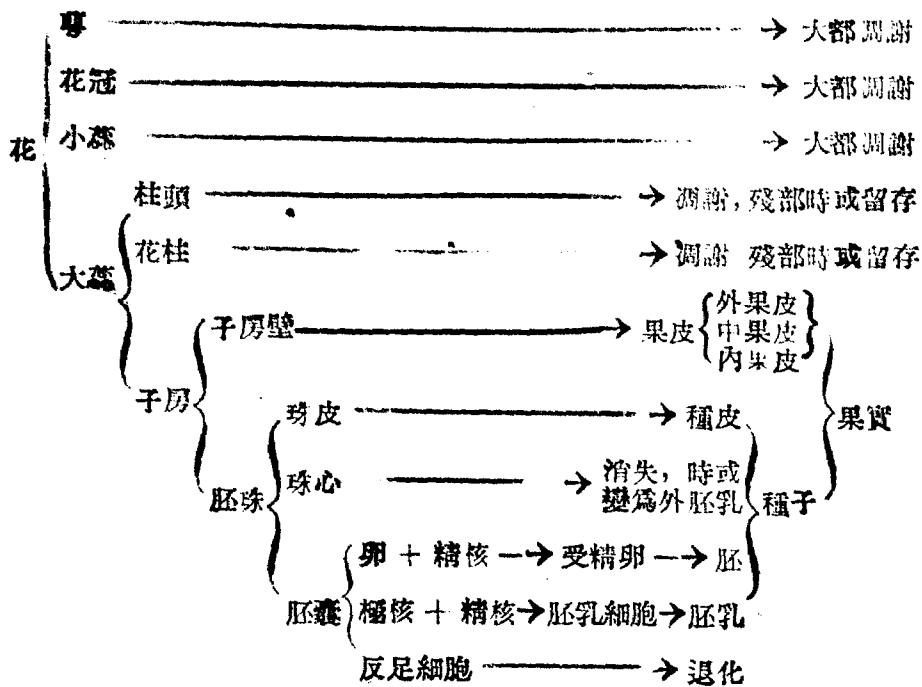 萼 → 大都凋謝
花冠 → 大都凋謝
花 小蕊 → 大都凋謝
柱頭 → 凋謝,殘部時或留存
大蕊 花柱 → 凋謝 殘部時或留存
子房壁 → 果皮 外果皮
中果皮
內果皮
子房 珠皮 → 種皮 果實
胚珠 珠心 → 消失,時或
變爲外胚乳 種子
卵 + 精核 → 受精卵 → 胚
胚囊 極核 + 精核 → 胚乳細胞 → 胚乳
反足細胞 → 退化